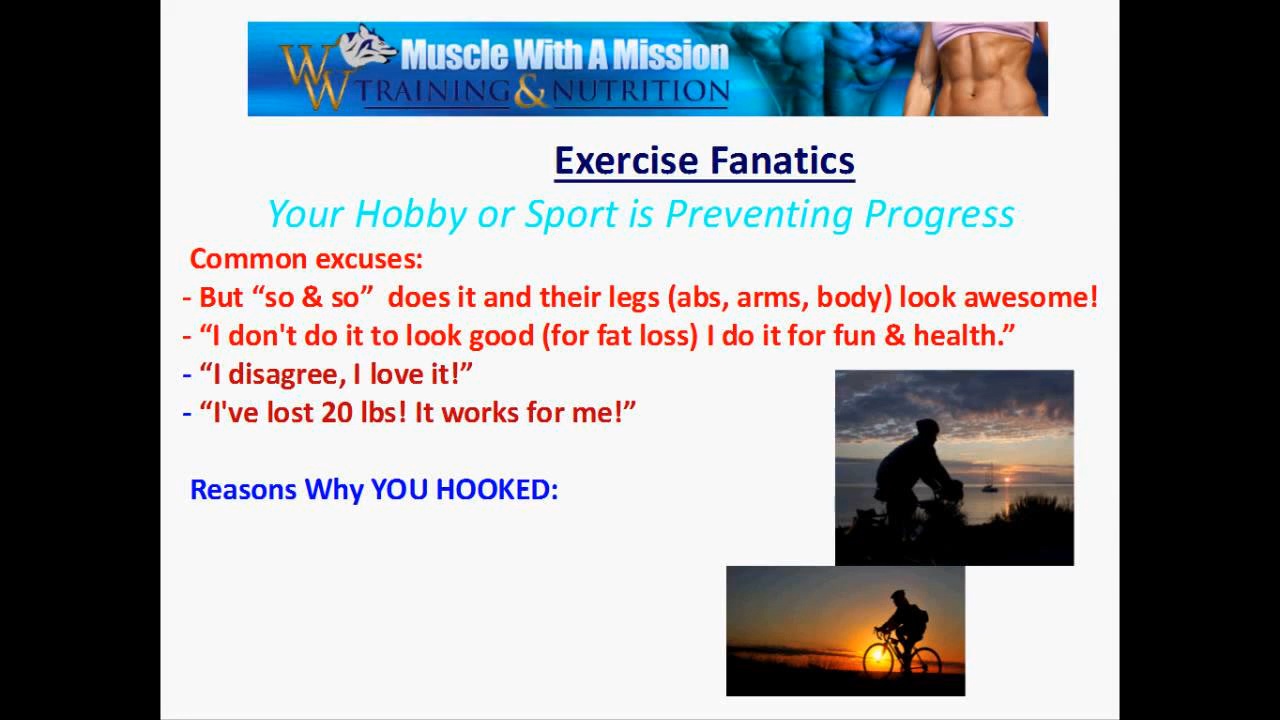 WW Muscle With A Mission
TRAINING & NUTRITION
Exercise Fanatics
Your Hobby or Sport is Preventing Progress
Common excuses:
- But “so & so”  does it and their legs (abs, arms, body) look awesome!
- “I don't do it to look good (for fat loss) I do it for fun & health.”
- “I disagree, I love it!”
- “I've lost 20 lbs! It works for me!”
Reasons Why YOU HOOKED: